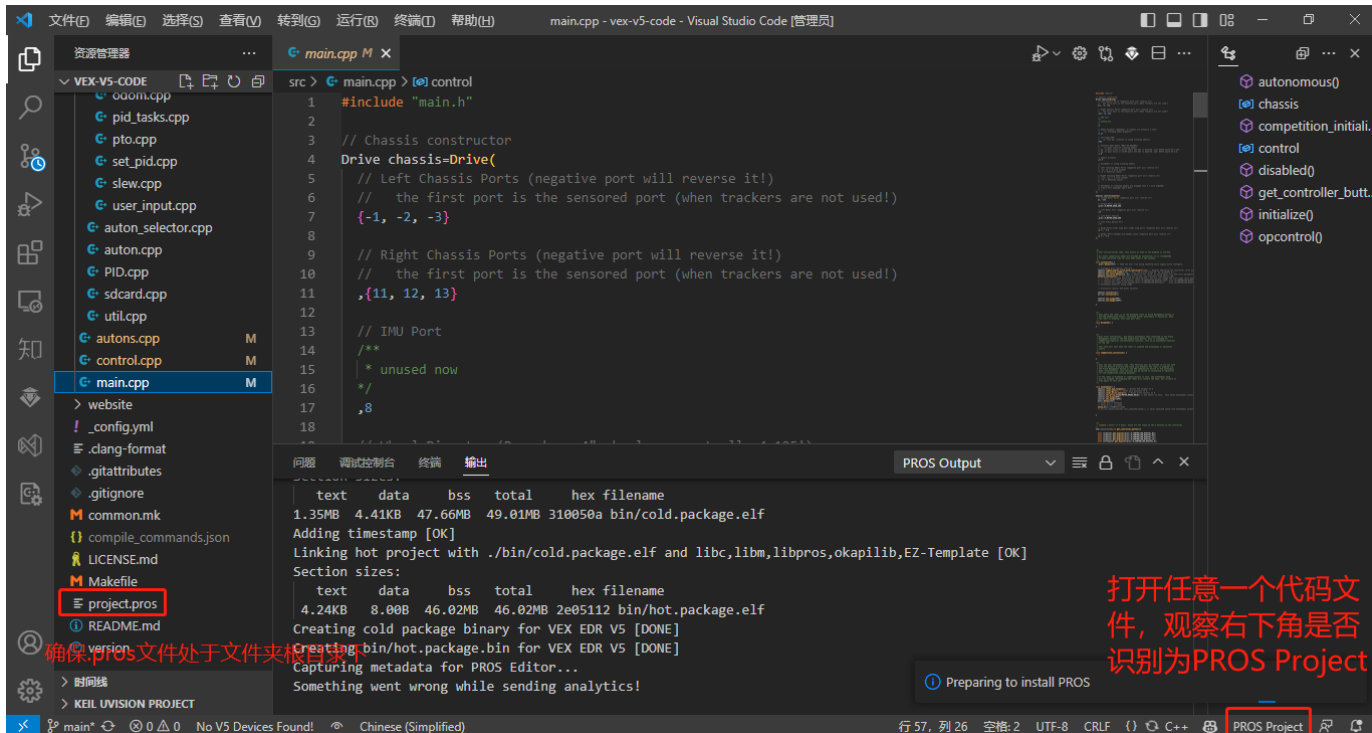 文件(F) 编辑(E) 选择(S) 查看(V) 转到(G) 运行(R) 终端(T) 帮助(H) main.cpp - vex-v5-code - Visual Studio Code [管理员]
资源管理器
VEX-V5-CODE
odom.cpp
pid_tasks.cpp
pto.cpp
set_pid.cpp
slew.cpp
user_input.cpp
auton_selector.cpp
auton.cpp
PID.cpp
sdcard.cpp
util.cpp
autons.cpp M
control.cpp M
main.cpp M
website
_config.yml
.clang-format
.gitattributes
.gitignore
common.mk
compile_commands.json
LICENSE.md
Makefile
project.pros
README.md
version
确保.pros文件处于文件夹根目录下
时间线
KEIL UVISION PROJECT
知
main.cpp M
src > main.cpp > control
1 #include "main.h"
2
3 // Chassis constructor
4 Drive chassis=Drive(
5 // Left Chassis Ports (negative port will reverse it!)
6 // the first port is the sensored port (when trackers are not used!)
7 {-1, -2, -3}
8
9 // Right Chassis Ports (negative port will reverse it!)
10 // the first port is the sensored port (when trackers are not used!)
11 ,{11, 12, 13}
12
13 // IMU Port
14 /**
15 * unused now
16 */
17 ,8
18
autonomous()
chassis
competition_initiali...
control
disabled()
get_controller_butt...
initialize()
opcontrol()
问题 调试控制台 终端 输出 PROS Output
Section sizes:
text data bss total hex filename
1.35MB 4.41KB 47.66MB 49.01MB 310050a bin/cold.package.elf
Adding timestamp [OK]
Linking hot project with ./bin/cold.package.elf and libc,libm,libpros,okapilib,EZ-Template [OK]
Section sizes:
text data bss total hex filename
4.24KB 8.00B 46.02MB 46.02MB 2e05112 bin/hot.package.elf
Creating cold package binary for VEX EDR V5 [DONE]
Creating bin/hot.package.bin for VEX EDR V5 [DONE]
Capturing metadata for PROS Editor...
Something went wrong while sending analytics!
打开任意一个代码文
件，观察右下角是否
识别为PROS Project
Preparing to install PROS
main* 0 0 No V5 Devices Found! Chinese (Simplified) 行 57，列 26 空格: 2 UTF-8 CRLF {} C++ PROS Project